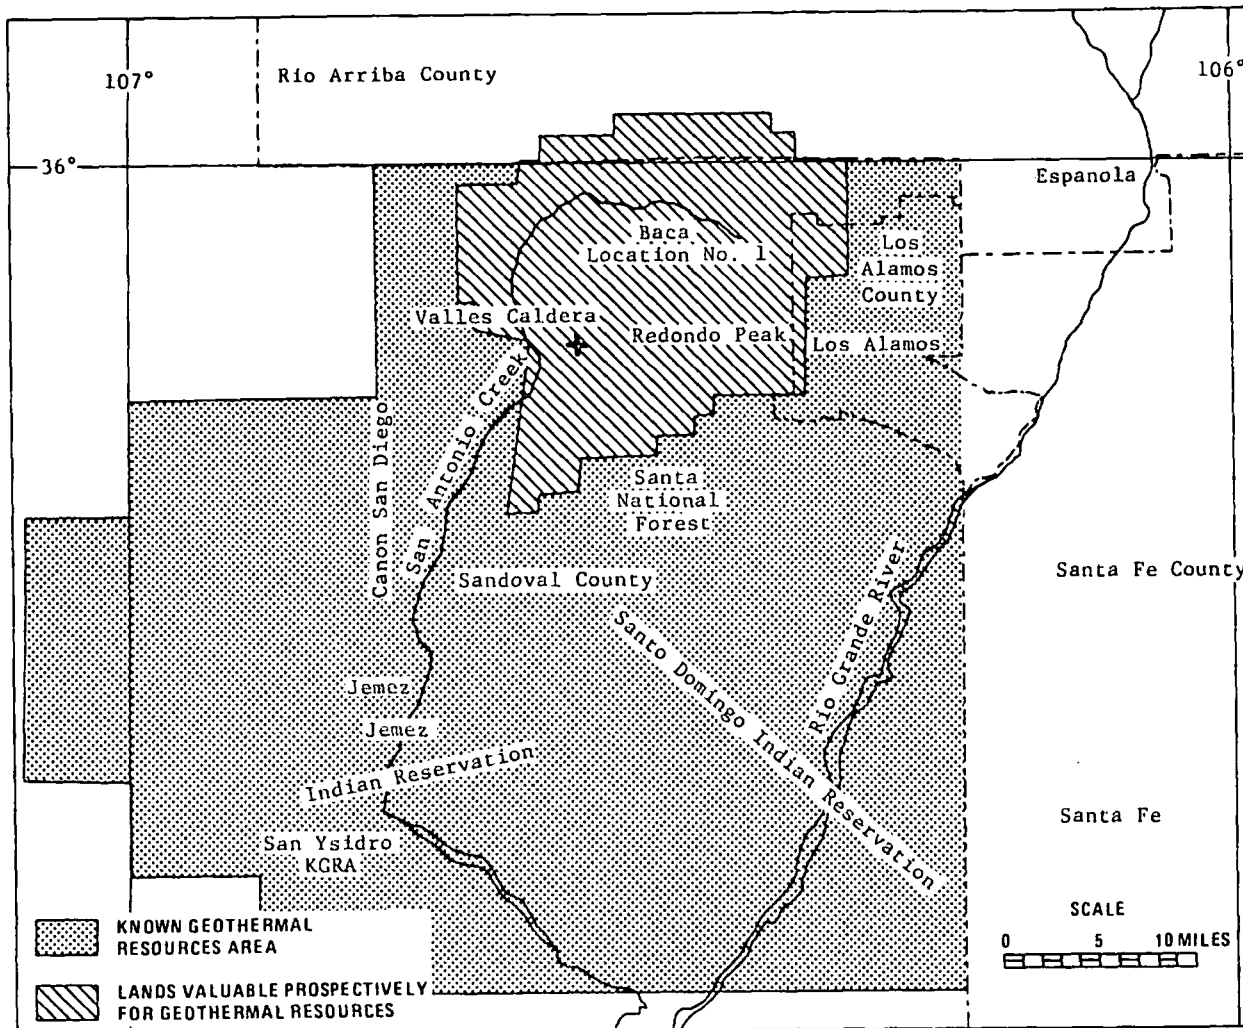 107°
Rio Arriba County
106°
36°
Espanola
Baca
Location No. 1
Los
Alamos
County
Valles Caldera
Redondo Peak
Los Alamos
Canon San Diego
San Antonio Creek
Santa
National
Forest
Sandoval County
Santa Fe County
Santo Domingo Indian Reservation
Rio Grande River
Jemez
Jemez
Indian Reservation
San Ysidro
KGRA
Santa Fe
KNOWN GEOTHERMAL
RESOURCES AREA
LANDS VALUABLE PROSPECTIVELY
FOR GEOTHERMAL RESOURCES
SCALE
0 5 10 MILES